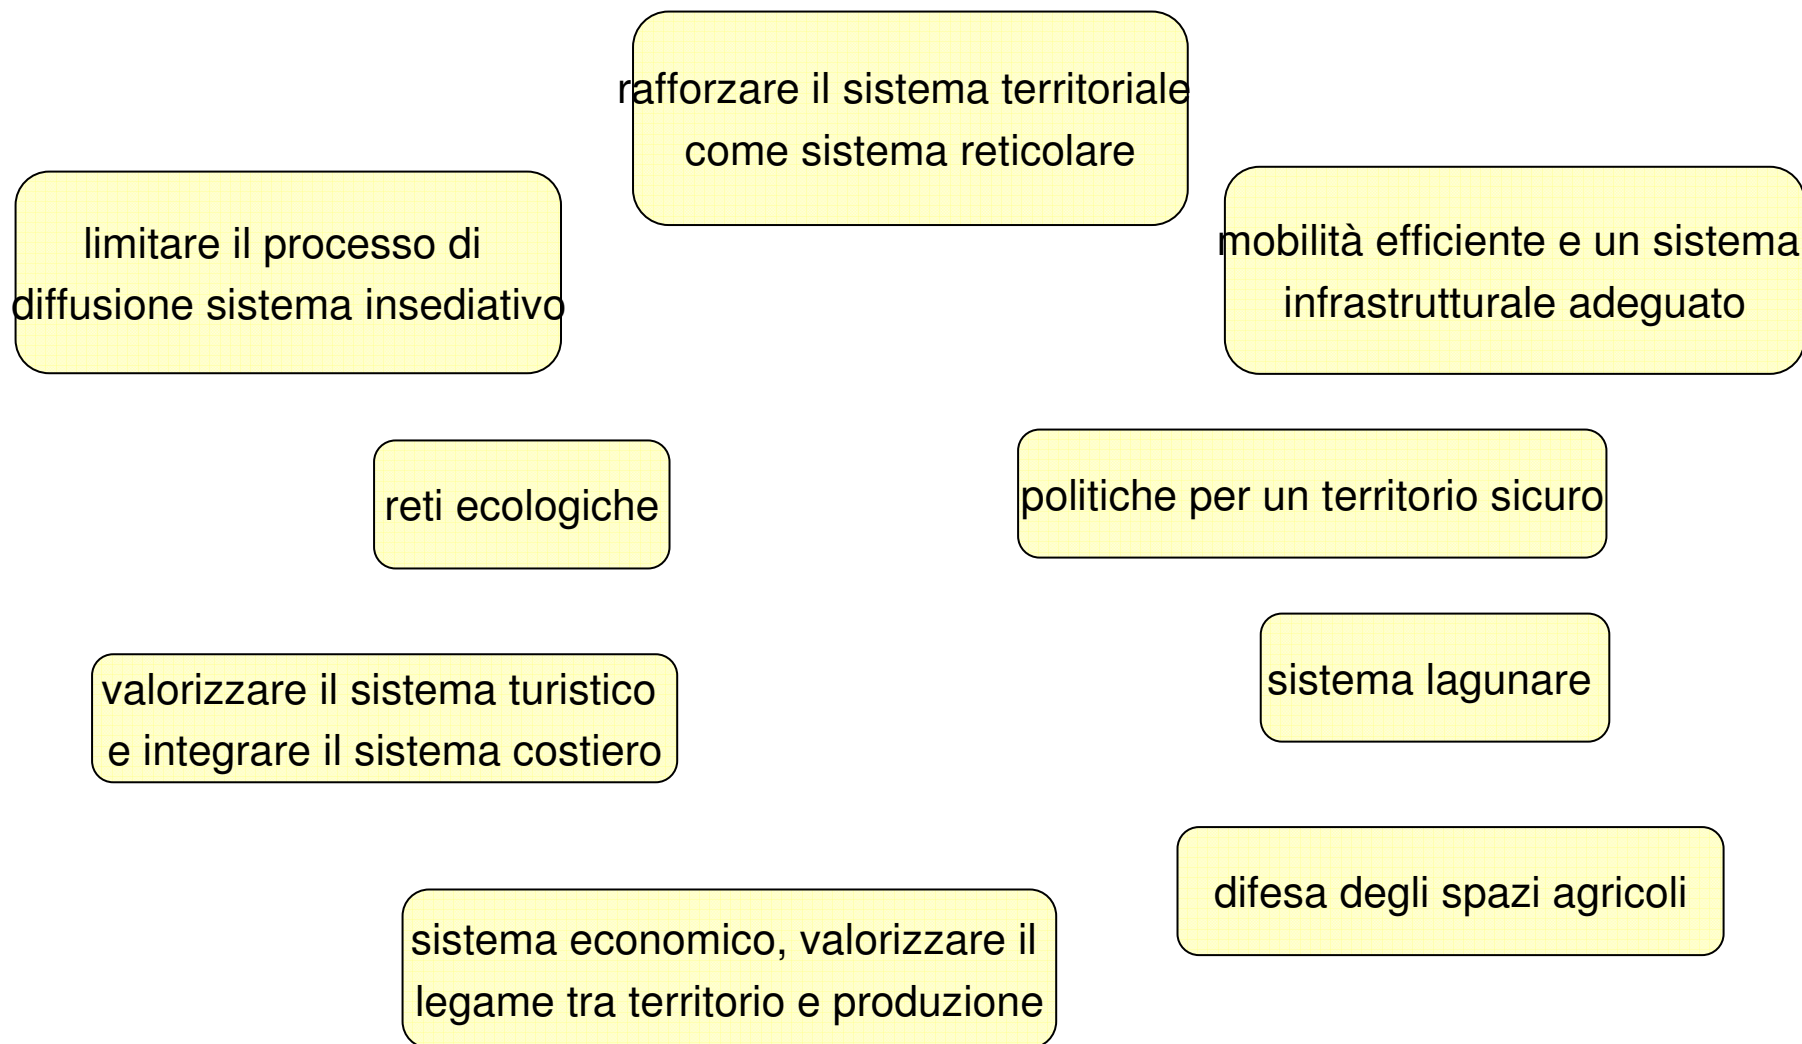 rafforzare il sistema territoriale
come sistema reticolare
limitare il processo di
diffusione sistema insediativo
mobilità efficiente e un sistema
infrastrutturale adeguato
reti ecologiche
politiche per un territorio sicuro
valorizzare il sistema turistico
e integrare il sistema costiero
sistema lagunare
difesa degli spazi agricoli
sistema economico, valorizzare il
legame tra territorio e produzione